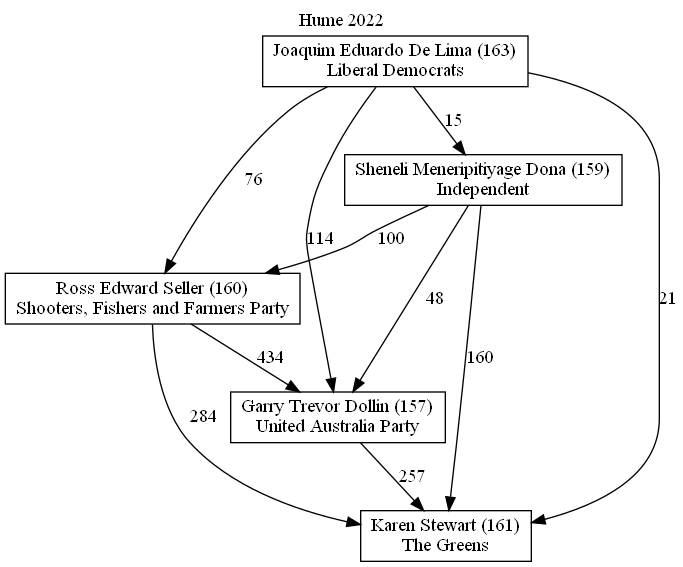 Hume 2022
Joaquim Eduardo De Lima (163)
Liberal Democrats
15
Sheneli Meneripitiyage Dona (159)
Independent
76
114
100
Ross Edward Seller (160)
Shooters, Fishers and Farmers Party
48
21
434
160
Garry Trevor Dollin (157)
United Australia Party
284
257
Karen Stewart (161)
The Greens